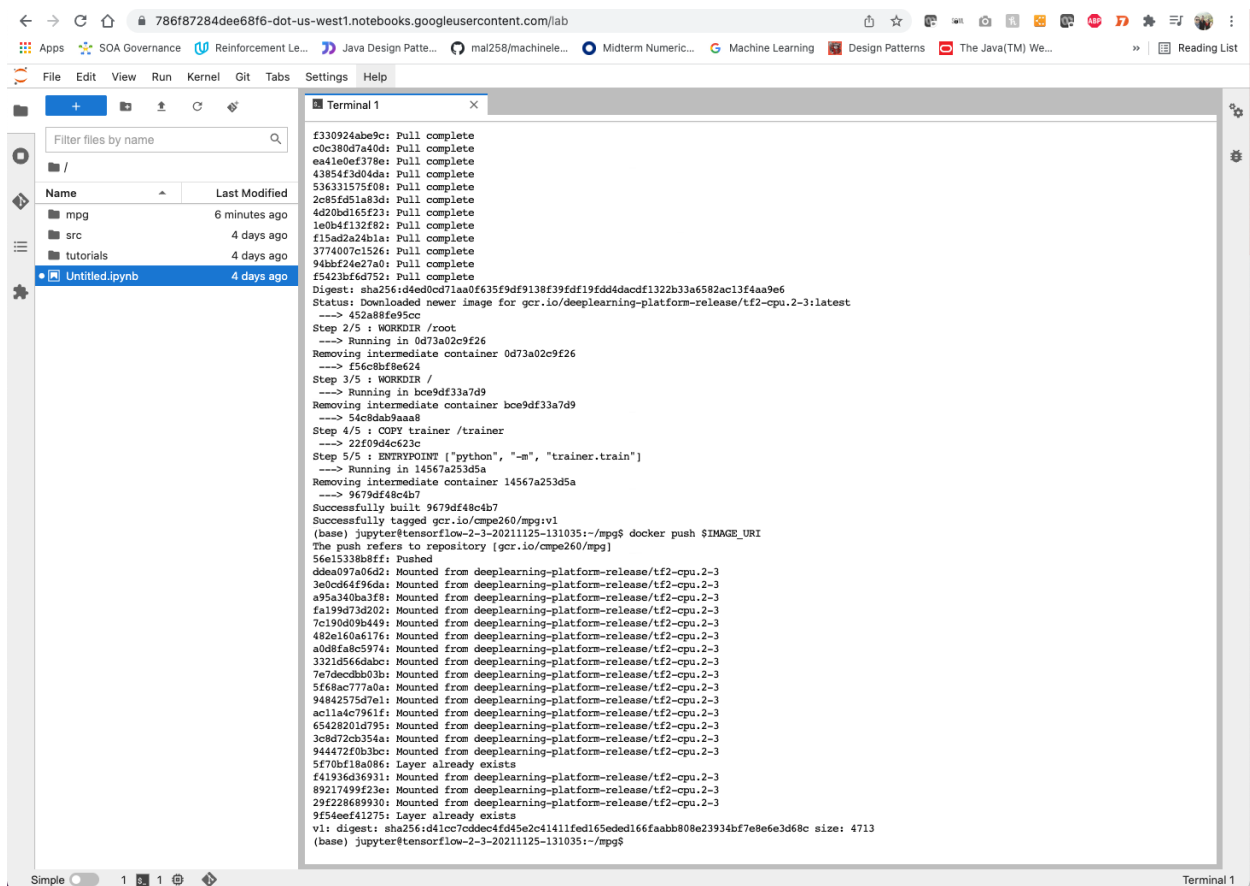 786f87284dee68f6-dot-us-west1.notebooks.googleusercontent.com/lab
Apps SOA Governance Reinforcement Le... Java Design Patte... mal258/machinele... Midterm Numeric... Machine Learning Design Patterns The Java(TM) We... » Reading List
File Edit View Run Kernel Git Tabs Settings Help
+
Terminal 1
Filter files by name
/
Name Last Modified
mpg 6 minutes ago
src 4 days ago
tutorials 4 days ago
Untitled.ipynb 4 days ago
f330924abe9c: Pull complete
c0c380d7a40d: Pull complete
ea41e0ef378e: Pull complete
43854f3d04da: Pull complete
536331575f08: Pull complete
2c85fd51a83d: Pull complete
4d20bd165f23: Pull complete
1e0b4f132f82: Pull complete
f15ad2a24b1a: Pull complete
3774007c1526: Pull complete
94bbf24e27a0: Pull complete
f5423bf6d752: Pull complete
Digest: sha256:d4ed0cd71aa0f635f9df9138f39fdf19fdd4dacdf1322b33a6582ac13f4aa9e6
Status: Downloaded newer image for gcr.io/deeplearning-platform-release/tf2-cpu.2-3:latest
---> 452a88fe95cc
Step 2/5 : WORKDIR /root
---> Running in 0d73a02c9f26
Removing intermediate container 0d73a02c9f26
---> f56c8bf8e624
Step 3/5 : WORKDIR /
---> Running in bce9df33a7d9
Removing intermediate container bce9df33a7d9
---> 54c8dab9aaa8
Step 4/5 : COPY trainer /trainer
---> 22f09d4c623c
Step 5/5 : ENTRYPOINT ["python", "-m", "trainer.train"]
---> Running in 14567a253d5a
Removing intermediate container 14567a253d5a
---> 9679df48c4b7
Successfully built 9679df48c4b7
Successfully tagged gcr.io/cmpe260/mpg:v1
(base) jupyter@tensorflow-2-3-20211125-131035:~/mpg$ docker push $IMAGE_URI
The push refers to repository [gcr.io/cmpe260/mpg]
56e15338b8ff: Pushed
ddea097a06d2: Mounted from deeplearning-platform-release/tf2-cpu.2-3
3e0cd64f96da: Mounted from deeplearning-platform-release/tf2-cpu.2-3
a95a340ba3f8: Mounted from deeplearning-platform-release/tf2-cpu.2-3
fa199d73d202: Mounted from deeplearning-platform-release/tf2-cpu.2-3
7c190d09b449: Mounted from deeplearning-platform-release/tf2-cpu.2-3
482e160a6176: Mounted from deeplearning-platform-release/tf2-cpu.2-3
a0d8fa8c5974: Mounted from deeplearning-platform-release/tf2-cpu.2-3
3321d566dabc: Mounted from deeplearning-platform-release/tf2-cpu.2-3
7e7decdbb03b: Mounted from deeplearning-platform-release/tf2-cpu.2-3
5f68ac777a0a: Mounted from deeplearning-platform-release/tf2-cpu.2-3
94842575d7e1: Mounted from deeplearning-platform-release/tf2-cpu.2-3
ac11a4c7961f: Mounted from deeplearning-platform-release/tf2-cpu.2-3
65428201d795: Mounted from deeplearning-platform-release/tf2-cpu.2-3
3c8d72cb354a: Mounted from deeplearning-platform-release/tf2-cpu.2-3
944472f0b3bc: Mounted from deeplearning-platform-release/tf2-cpu.2-3
5f70bf18a086: Layer already exists
f41936d36931: Mounted from deeplearning-platform-release/tf2-cpu.2-3
89217499f23e: Mounted from deeplearning-platform-release/tf2-cpu.2-3
29f228689930: Mounted from deeplearning-platform-release/tf2-cpu.2-3
9f54eef41275: Layer already exists
v1: digest: sha256:d41cc7cddec4fd45e2c41411fed165eded166faabb808e23934bf7e8e6e3d68c size: 4713
(base) jupyter@tensorflow-2-3-20211125-131035:~/mpg$
Simple 1 1 Terminal 1